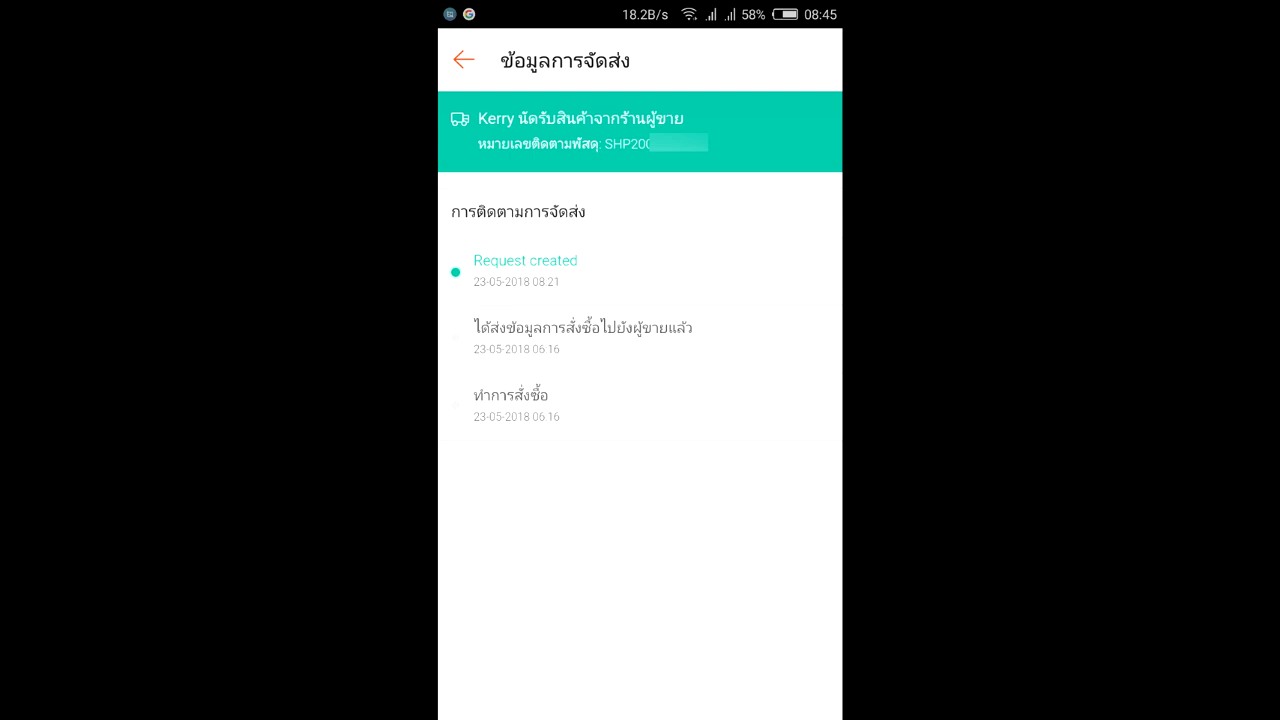 18.2B/s 58% 08:45
ข้อมูลการจัดส่ง
Kerry นัดรับสินค้าจากร้านผู้ขาย
หมายเลขติดตามพัสดุ: SHP200
การติดตามการจัดส่ง
Request created
23-05-2018 08:21
ได้ส่งข้อมูลการสั่งซื้อไปยังผู้ขายแล้ว
23-05-2018 06:16
ทำการสั่งซื้อ
23-05-2018 06:16